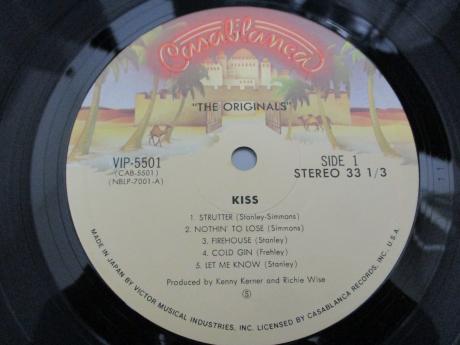 Casablanca
"THE ORIGINALS"
VIP-5501
(CAB-5501)
(NBLP-7001-A)
SIDE 1
STEREO 33 1/3
KISS
1. STRUTTER (Stanley-Simmons)
2. NOTHIN' TO LOSE (Simmons)
3. FIREHOUSE (Stanley)
4. COLD GIN (Frehley)
5. LET ME KNOW (Stanley)
Produced by Kenny Kerner and Richie Wise
Ⓢ
MADE IN JAPAN BY VICTOR MUSICAL INDUSTRIES, INC. LICENSED BY CASABLANCA RECORDS, INC., U.S.A.